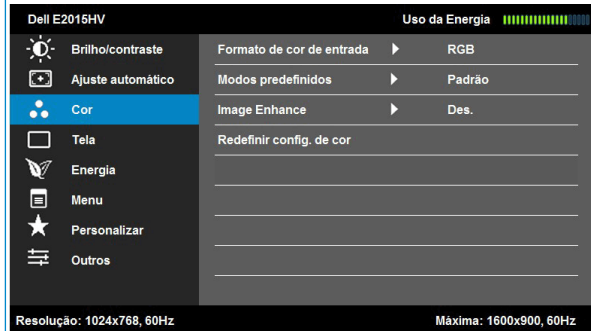 Dell E2015HV Uso da Energia
Brilho/contraste Formato de cor de entrada RGB
Ajuste automático Modos predefinidos Padrão
Cor Image Enhance Des.
Tela Redefinir config. de cor
Energia
Menu
Personalizar
Outros
Resolução: 1024x768, 60Hz Máxima: 1600x900, 60Hz